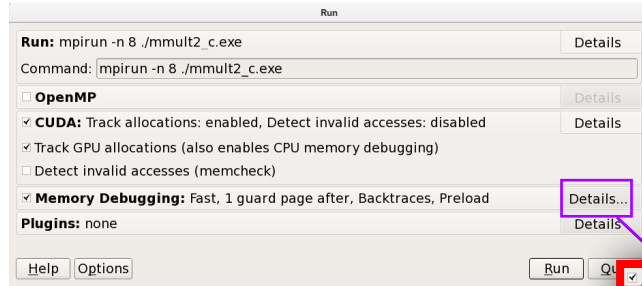 Run
Run: mpirun -n 8 ./mmult2_c.exe Details
Command: mpirun -n 8 ./mmult2_c.exe
OpenMP Details
CUDA: Track allocations: enabled, Detect invalid accesses: disabled Details
Track GPU allocations (also enables CPU memory debugging)
Detect invalid accesses (memcheck)
Memory Debugging: Fast, 1 guard page after, Backtraces, Preload Details...
Plugins: none Details
Help Options Run